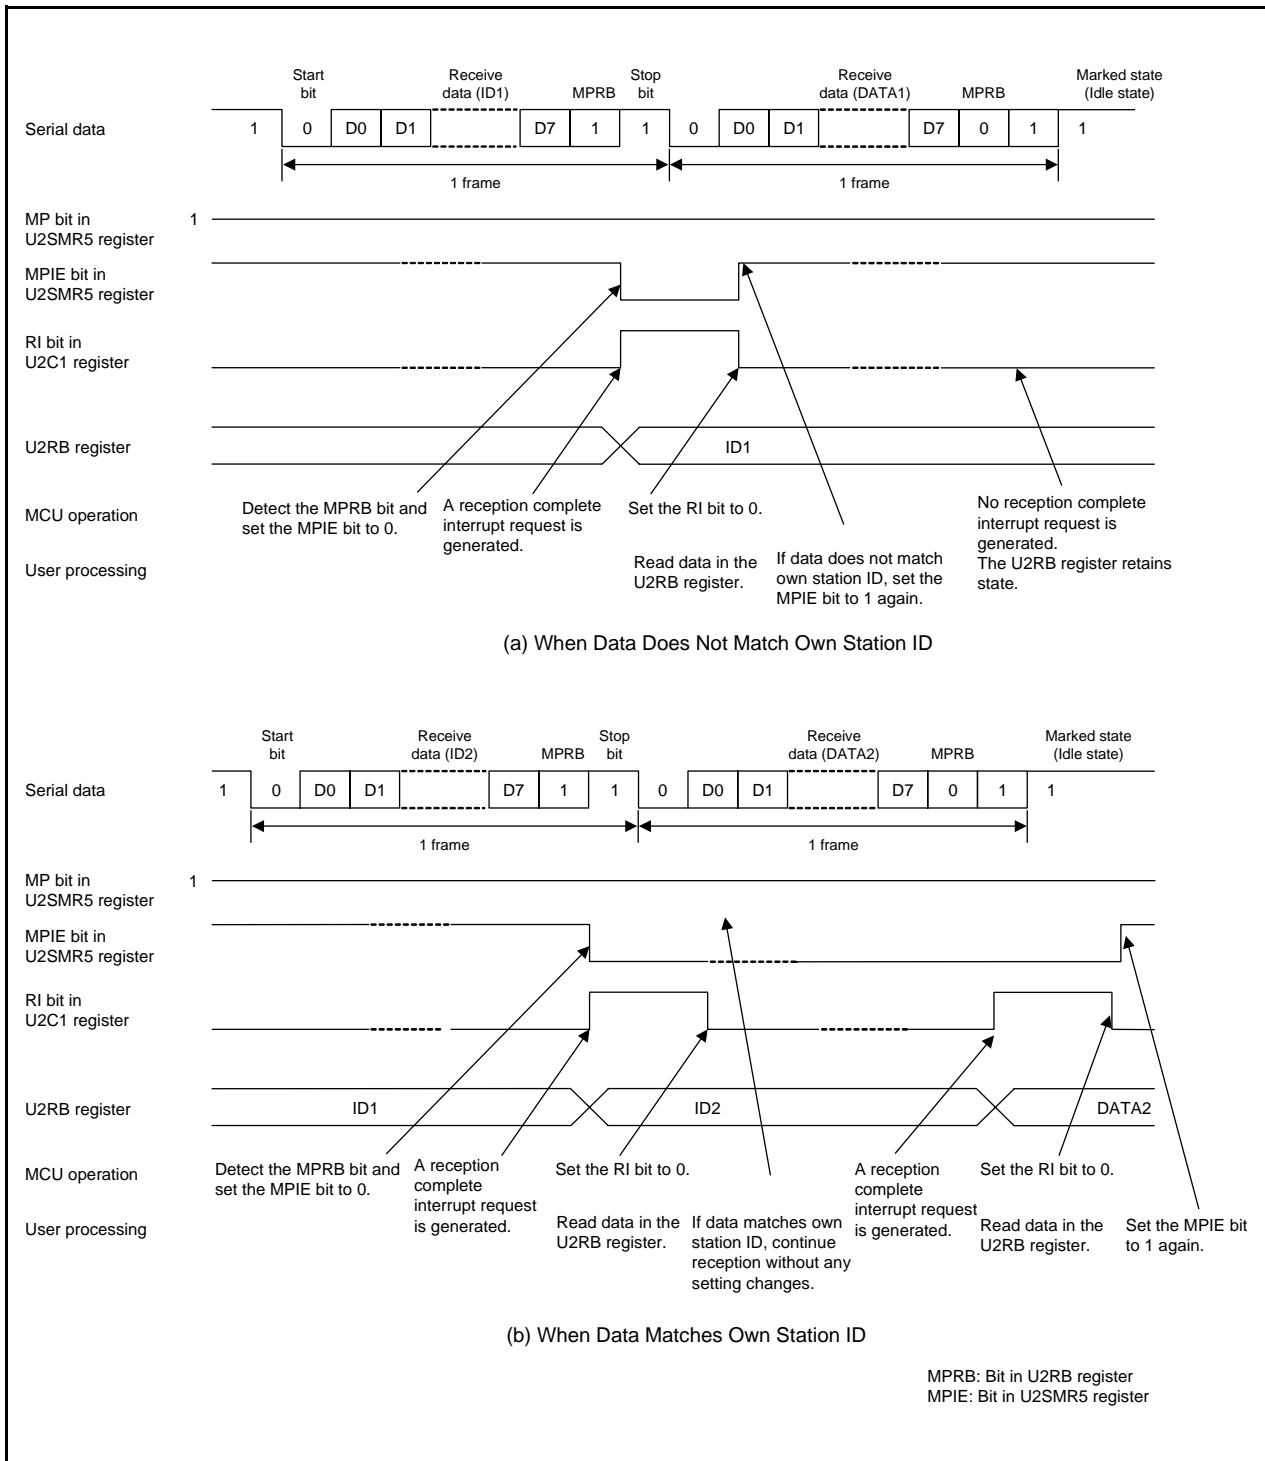 Start bit
Receive data (ID1)
MPRB
Stop bit
Receive data (DATA1)
MPRB
Marked state (Idle state)
Serial data
1 0 D0 D1 D7 1 1 0 D0 D1 D7 0 1 1
1 frame
1 frame
MP bit in
U2SMR5 register
1
MPIE bit in
U2SMR5 register
RI bit in
U2C1 register
U2RB register
ID1
MCU operation
Detect the MPRB bit and
set the MPIE bit to 0.
A reception complete
interrupt request is
generated.
Set the RI bit to 0.
No reception complete
interrupt request is
generated.
The U2RB register retains
state.
User processing
Read data in the
U2RB register.
If data does not match
own station ID, set the
MPIE bit to 1 again.
(a) When Data Does Not Match Own Station ID
Start bit
Receive data (ID2)
MPRB
Stop bit
Receive data (DATA2)
MPRB
Marked state (Idle state)
Serial data
1 0 D0 D1 D7 1 1 0 D0 D1 D7 0 1 1
1 frame
1 frame
MP bit in
U2SMR5 register
1
MPIE bit in
U2SMR5 register
RI bit in
U2C1 register
U2RB register
ID1
ID2
DATA2
MCU operation
Detect the MPRB bit and
set the MPIE bit to 0.
A reception
complete
interrupt request
is generated.
Set the RI bit to 0.
A reception
complete
interrupt request
is generated.
Set the RI bit to 0.
User processing
Read data in the
U2RB register.
If data matches own
station ID, continue
reception without any
setting changes.
Read data in the
U2RB register.
Set the MPIE bit
to 1 again.
(b) When Data Matches Own Station ID
MPRB: Bit in U2RB register
MPIE: Bit in U2SMR5 register